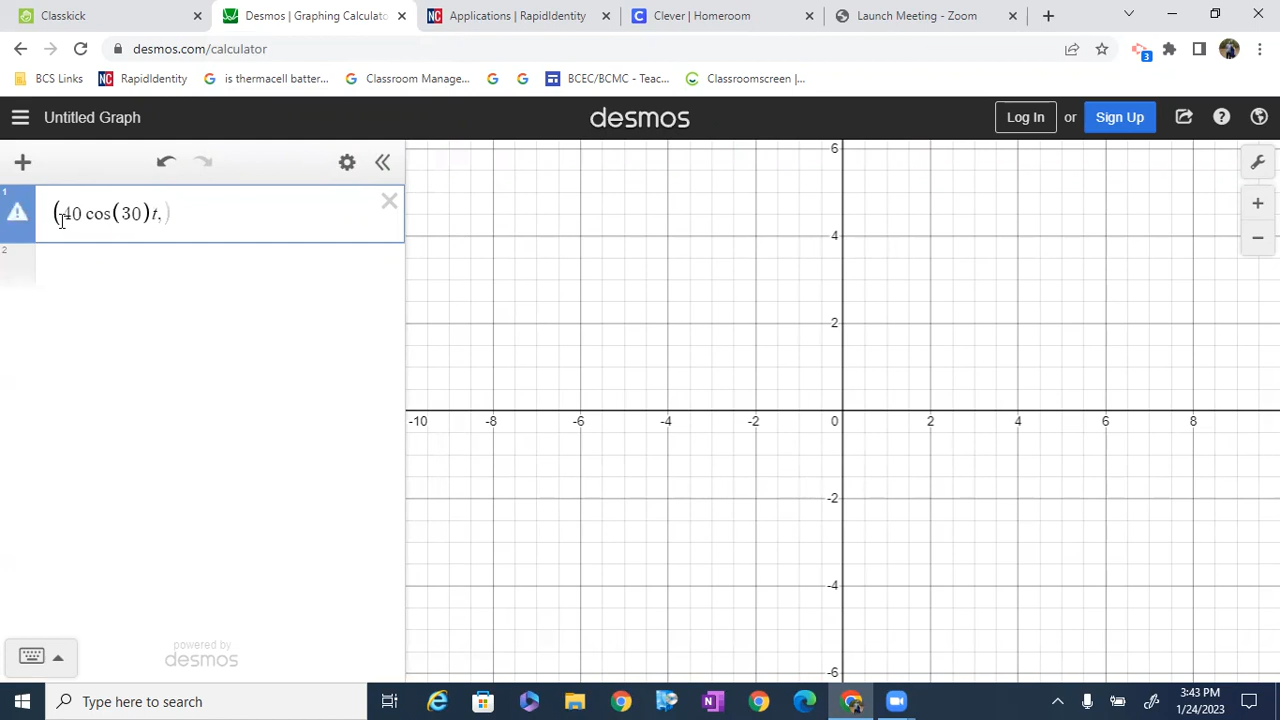 Classkick
Desmos | Graphing Calculato
Applications | RapidIdentity
Clever | Homeroom
Launch Meeting - Zoom
desmos.com/calculator
3
BCS Links
RapidIdentity
is thermacell batter...
Classroom Manage...
BCEC/BCMC - Teac...
Classroomscreen |...
Untitled Graph
desmos
Log In
or
Sign Up
1
(40 cos(30)t,)
2
6
4
2
-10
-8
-6
-4
-2
0
2
4
6
8
-2
-4
-6
powered by
desmos
Type here to search
3:43 PM
1/24/2023